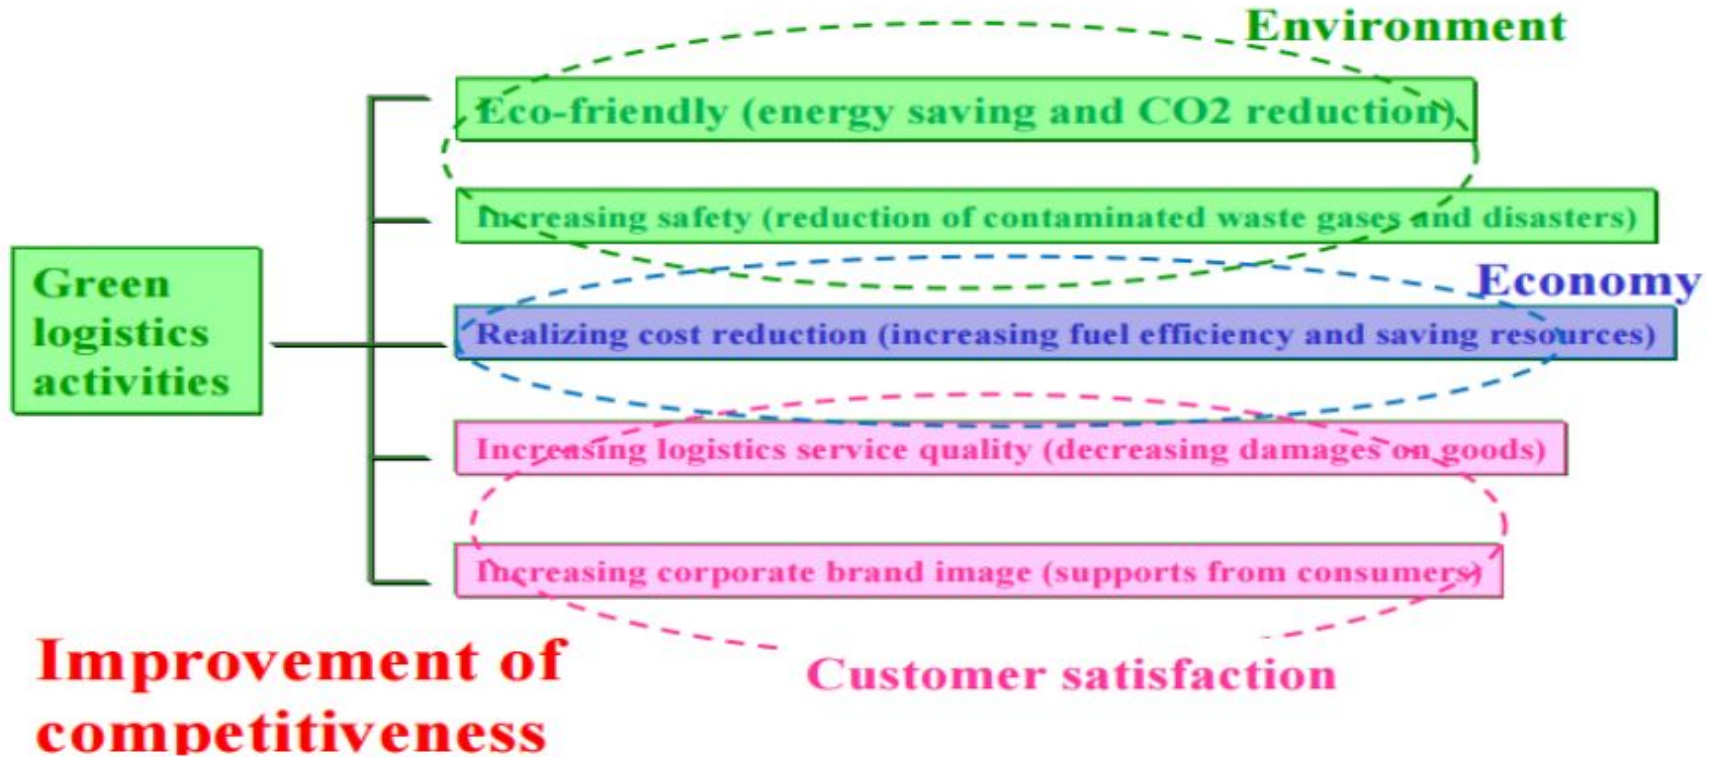 Environment
Eco-friendly (energy saving and CO2 reduction)
Increasing safety (reduction of contaminated waste gases and disasters)
Green
logistics
activities
Economy
Realizing cost reduction (increasing fuel efficiency and saving resources)
Increasing logistics service quality (decreasing damages on goods)
Increasing corporate brand image (supports from consumers)
Improvement of
competitiveness
Customer satisfaction